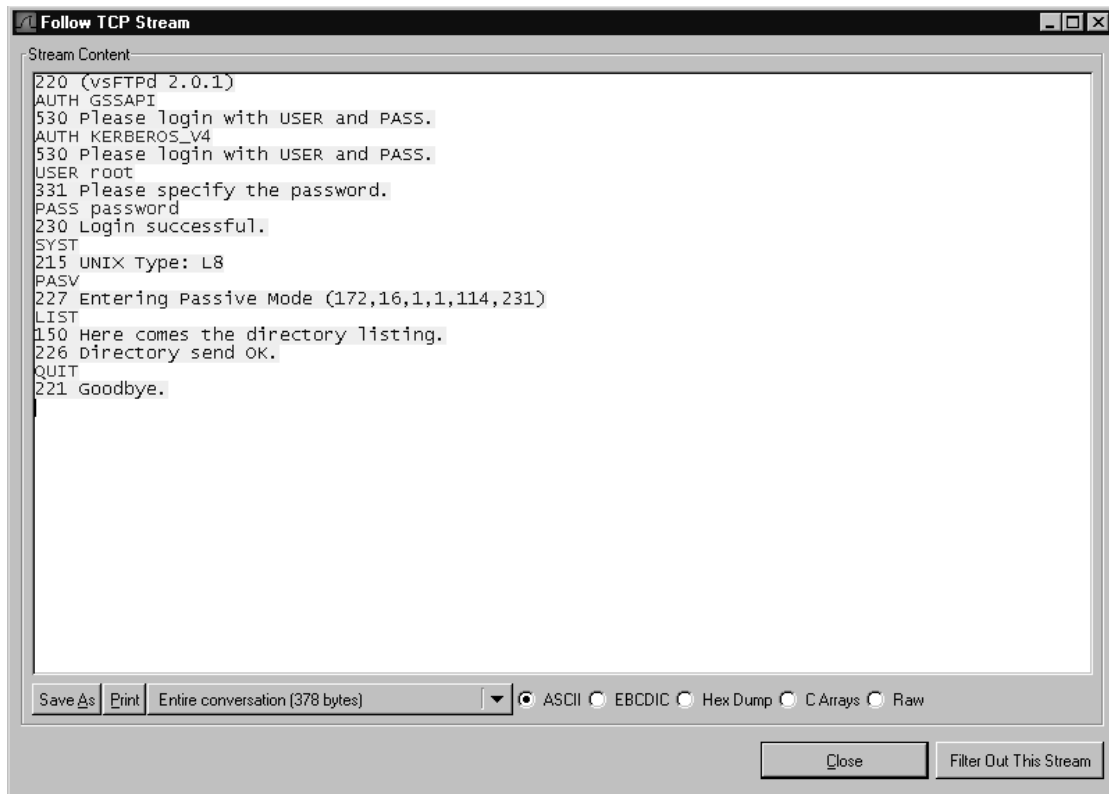 Follow TCP Stream
Stream Content
220 (vsFTPd 2.0.1)
AUTH GSSAPI
530 Please login with USER and PASS.
AUTH KERBEROS_V4
530 Please login with USER and PASS.
USER root
331 Please specify the password.
PASS password
230 Login successful.
SYST
215 UNIX Type: L8
PASV
227 Entering Passive Mode (172,16,1,1,114,231)
LIST
150 Here comes the directory listing.
226 Directory send OK.
QUIT
221 Goodbye.
Save As Print Entire conversation (378 bytes) ASCII EBCDIC Hex Dump C Arrays Raw
Close Filter Out This Stream